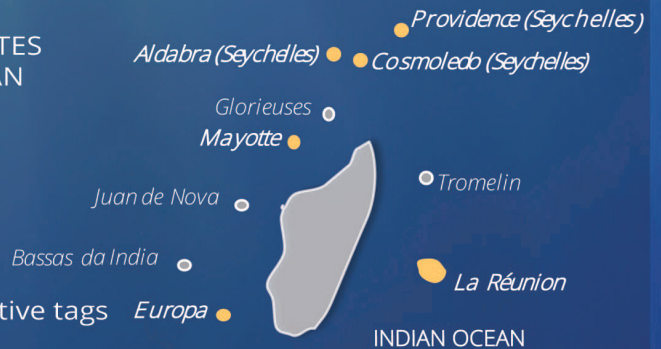 Providence (Seychelles)
TES
Aldabra (Seychelles)
Cosmoledo (Seychelles)
AN
Glorieuses
Mayotte
Tromelin
Juan de Nova
Bassas da India
La Réunion
tive tags
Europa
INDIAN OCEAN